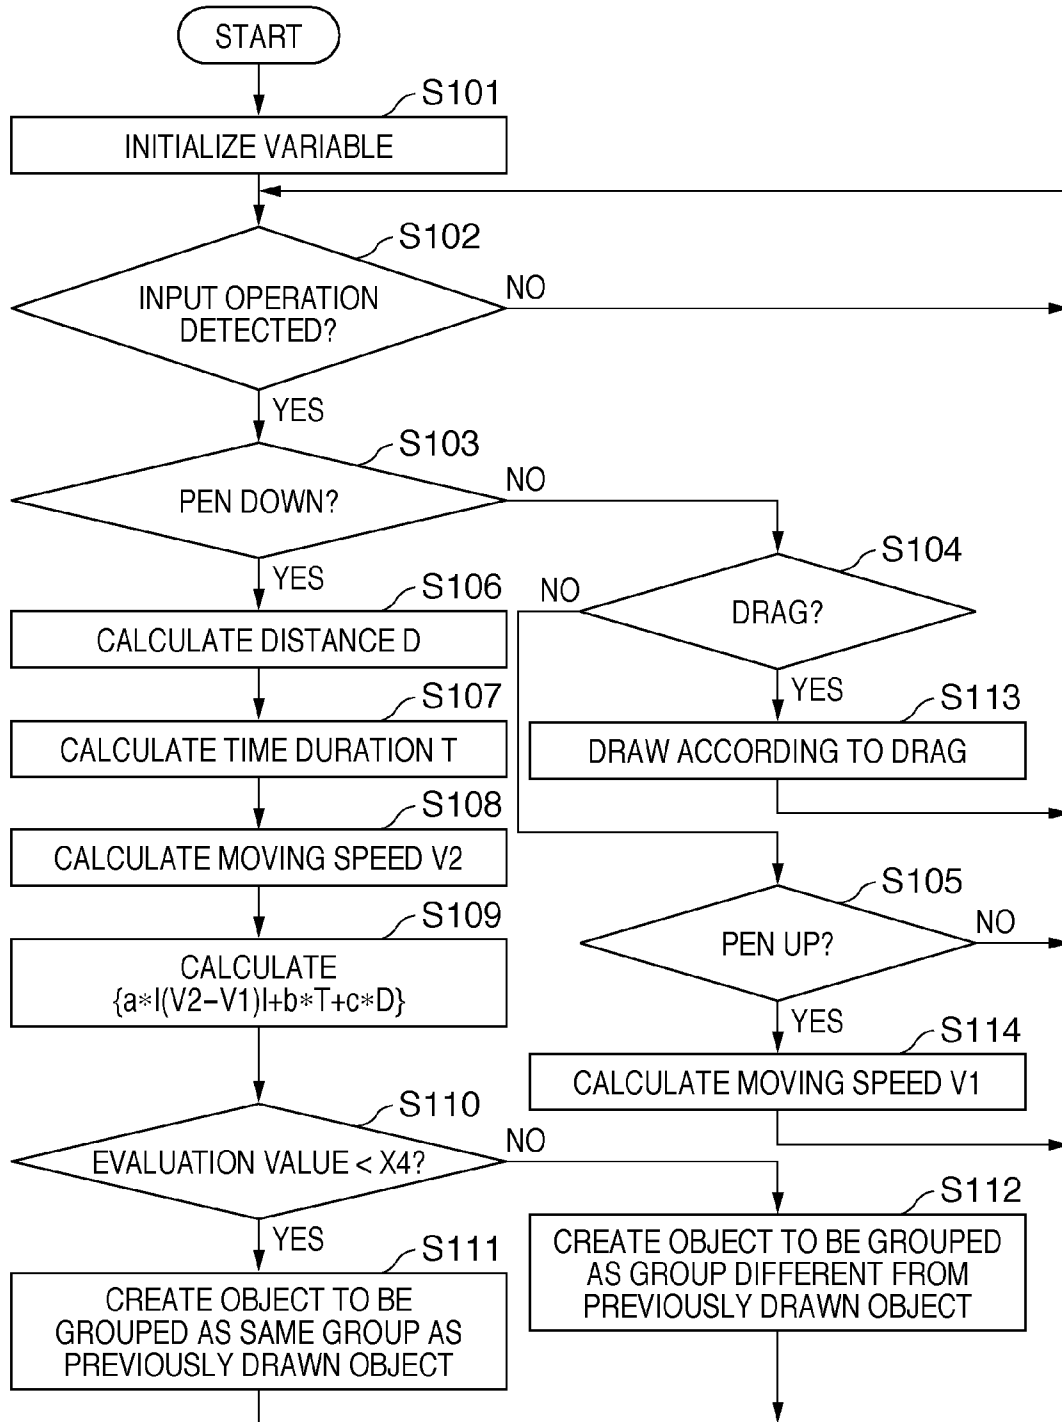 START
S101
INITIALIZE VARIABLE
S102
INPUT OPERATION
DETECTED?
NO
YES
S103
PEN DOWN?
NO
YES
S104
DRAG?
NO
YES
S106
CALCULATE DISTANCE D
S107
CALCULATE TIME DURATION T
S113
DRAW ACCORDING TO DRAG
S108
CALCULATE MOVING SPEED V2
S105
PEN UP?
NO
YES
S109
CALCULATE
{a*I(V2-V1)I+b*T+c*D}
S114
CALCULATE MOVING SPEED V1
S110
EVALUATION VALUE < X4?
NO
YES
S112
CREATE OBJECT TO BE GROUPED
AS GROUP DIFFERENT FROM
PREVIOUSLY DRAWN OBJECT
S111
CREATE OBJECT TO BE
GROUPED AS SAME GROUP AS
PREVIOUSLY DRAWN OBJECT